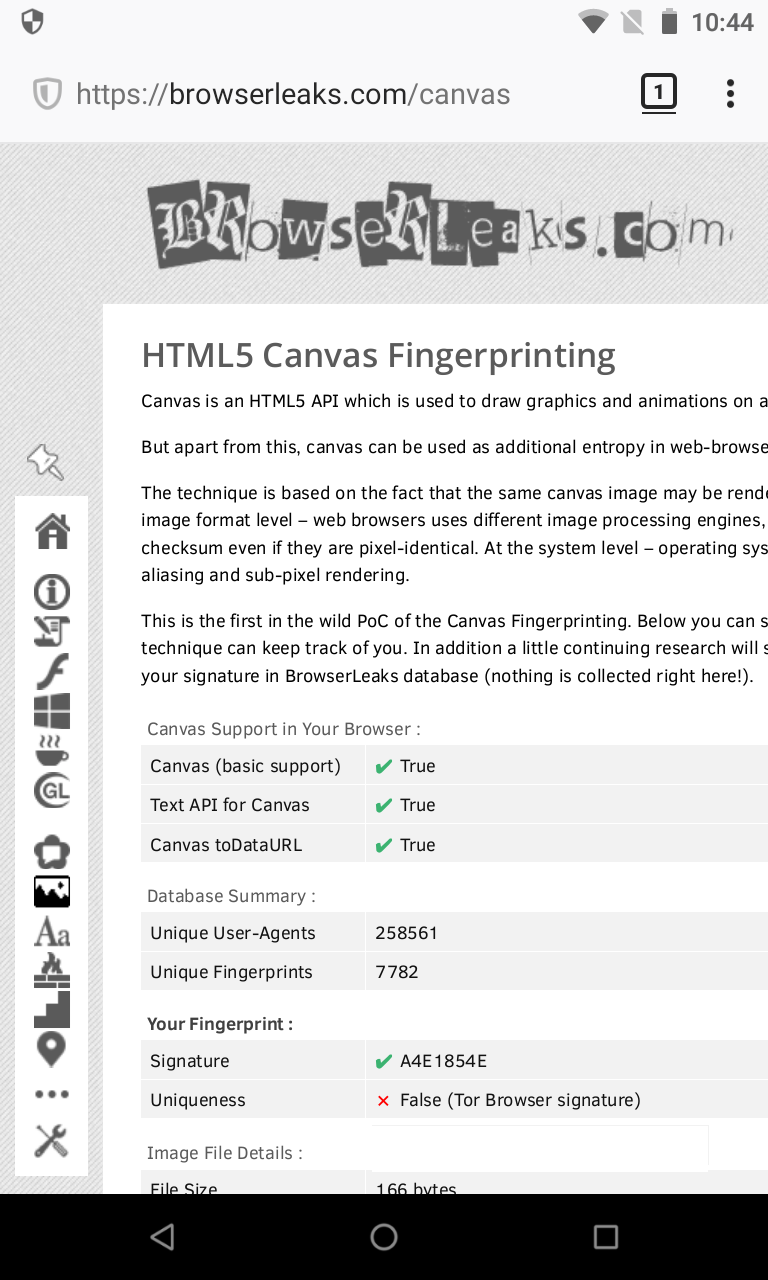 10:44
https://browserleaks.com/canvas
1
BRowseRLeaks.com
HTML5 Canvas Fingerprinting
Canvas is an HTML5 API which is used to draw graphics and animations on a
But apart from this, canvas can be used as additional entropy in web-browse
The technique is based on the fact that the same canvas image may be rende
image format level – web browsers uses different image processing engines,
checksum even if they are pixel-identical. At the system level – operating sys
aliasing and sub-pixel rendering.
This is the first in the wild PoC of the Canvas Fingerprinting. Below you can s
technique can keep track of you. In addition a little continuing research will s
your signature in BrowserLeaks database (nothing is collected right here!).
Canvas Support in Your Browser :
Canvas (basic support) ✔ True
Text API for Canvas ✔ True
Canvas toDataURL ✔ True
Database Summary :
Unique User-Agents 258561
Unique Fingerprints 7782
Your Fingerprint :
Signature ✔ A4E1854E
Uniqueness × False (Tor Browser signature)
Image File Details :
File Size 166 bytes
GL
Aa